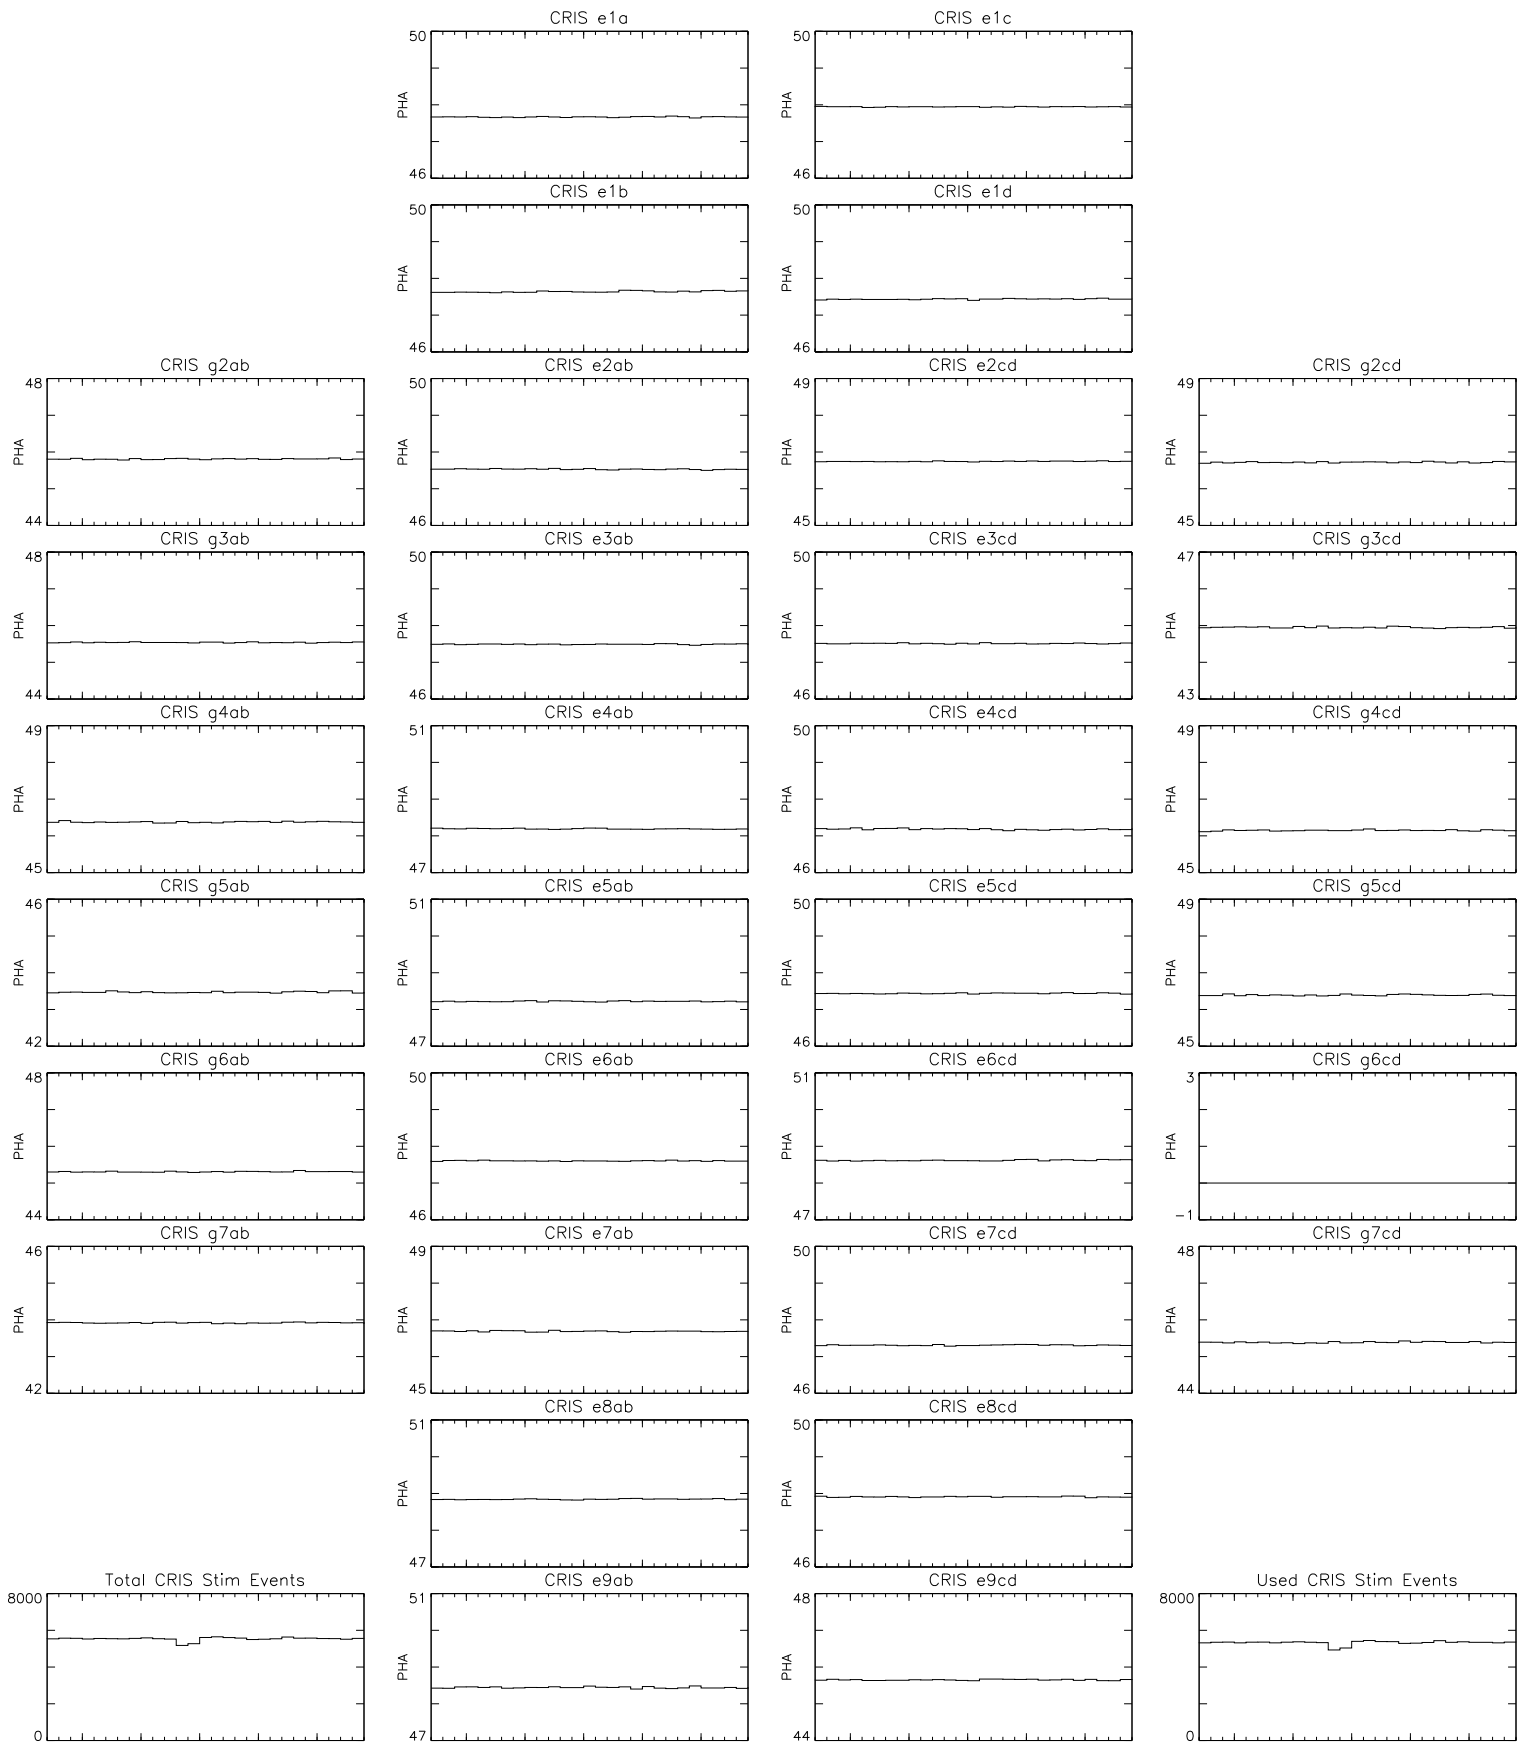 CRIS e1a
CRIS e1c
50
PHA
46
50
PHA
46
CRIS e1b
CRIS e1d
50
PHA
46
50
PHA
46
CRIS g2ab
CRIS e2ab
CRIS e2cd
CRIS g2cd
48
PHA
44
50
PHA
46
49
PHA
45
49
PHA
45
CRIS g3ab
CRIS e3ab
CRIS e3cd
CRIS g3cd
48
PHA
44
50
PHA
46
50
PHA
46
47
PHA
43
CRIS g4ab
CRIS e4ab
CRIS e4cd
CRIS g4cd
49
PHA
45
51
PHA
47
50
PHA
46
49
PHA
45
CRIS g5ab
CRIS e5ab
CRIS e5cd
CRIS g5cd
46
PHA
42
51
PHA
47
50
PHA
46
49
PHA
45
CRIS g6ab
CRIS e6ab
CRIS e6cd
CRIS g6cd
48
PHA
44
50
PHA
46
51
PHA
47
3
PHA
-1
CRIS g7ab
CRIS e7ab
CRIS e7cd
CRIS g7cd
46
PHA
42
49
PHA
45
50
PHA
46
48
PHA
44
CRIS e8ab
CRIS e8cd
51
PHA
47
50
PHA
46
Total CRIS Stim Events
CRIS e9ab
CRIS e9cd
Used CRIS Stim Events
8000
0
51
PHA
47
48
PHA
44
8000
0